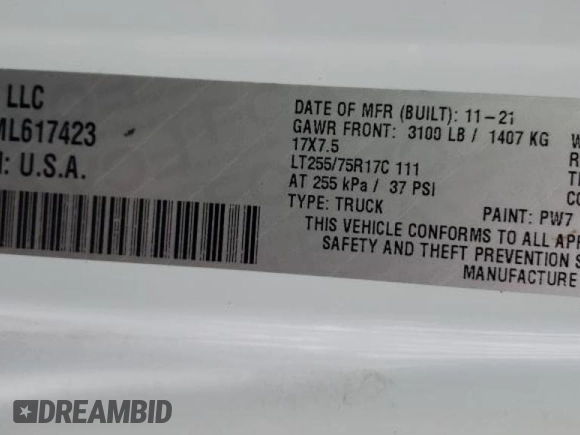 LLC
ML617423
U.S.A.
DATE OF MFR (BUILT): 11-21
GAWR FRONT: 3100 LB / 1407 KG
17X7.5
LT255/75R17C 111
AT 255 kPa / 37 PSI
TYPE: TRUCK PAINT: PW7
THIS VEHICLE CONFORMS TO ALL
SAFETY AND THEFT PREVENTION
MANUFACTURE
DREAMBID